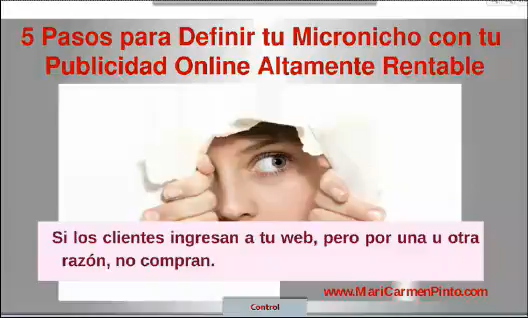 5 Pasos para Definir tu Micronicho con tu
Publicidad Online Altamente Rentable
Si los clientes ingresan a tu web, pero por una u otra
razón, no compran.
www.MariCarmenPinto.com
Control